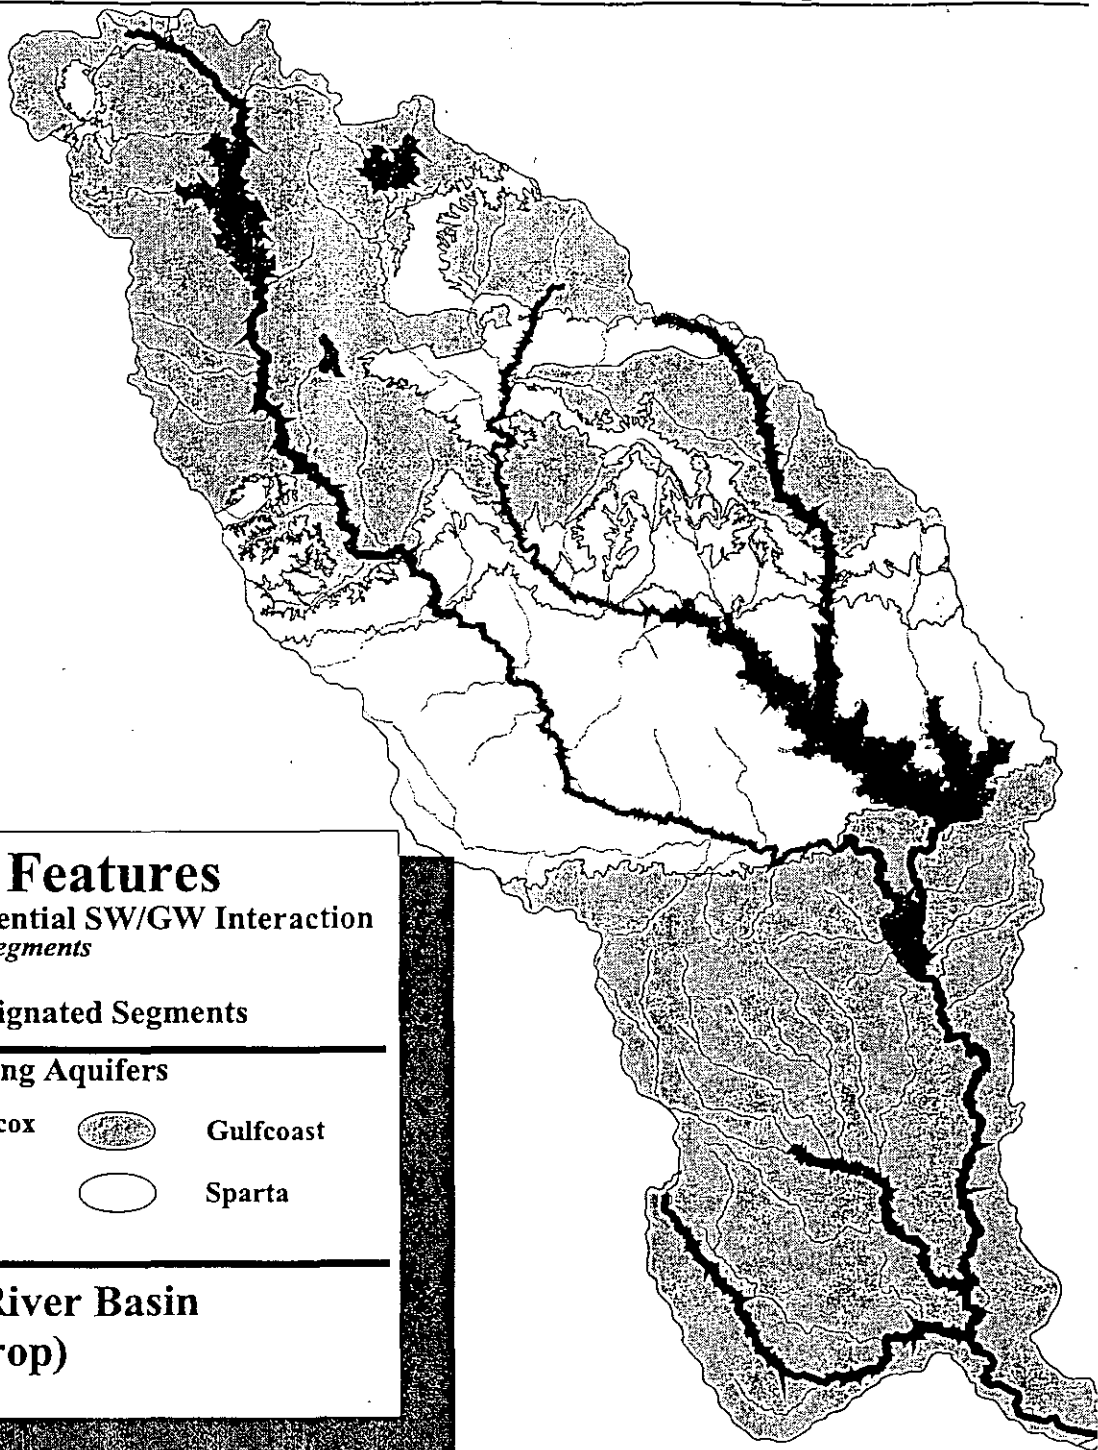 Features
ential SW/GW Interaction
egments
ignated Segments
ng Aquifers
cox
Gulfcoast
Sparta
River Basin
rop)